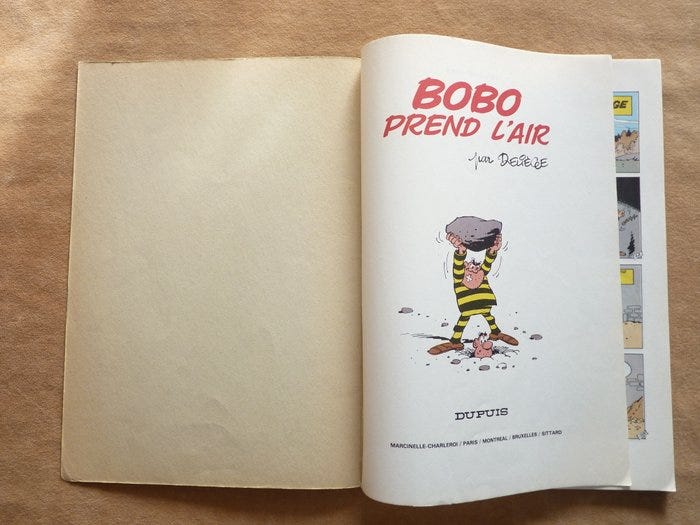 BOBO
PREND L'AIR
par DELIÈGE
DUPUIS
MARCINELLE-CHARLEROI / PARIS / MONTREAL / BRUXELLES / SITTARD